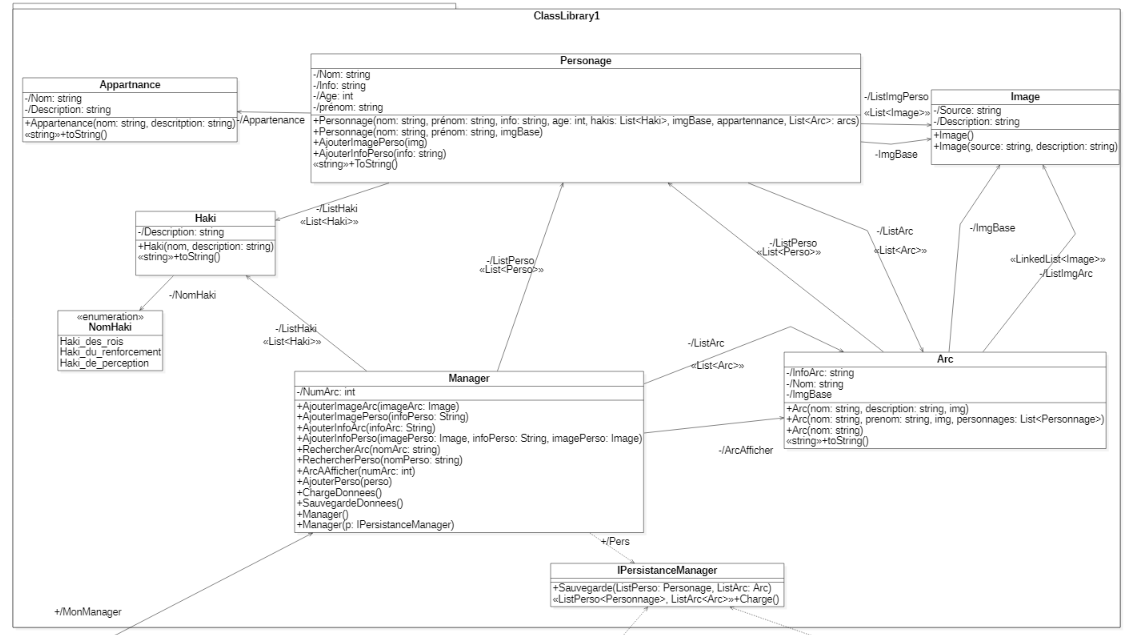 ClassLibrary1
Personage
-/Nom: string
-/Info: string
-/Age: int
-/prénom: string
+Personnage(nom: string, prénom: string, info: string, age: int, hakis: List<Haki>, imgBase, appartennance, List<Arc>: arcs)
+Personnage(nom: string, prénom: string, imgBase)
+AjouterImagePerso(img)
+AjouterInfoPerso(info: string)
«string»+ToString()
Appartnance
-/Nom: string
-/Description: string
+Appartenance(nom: string, descritption: string)
«string»+toString()
-/Appartenance
-/ListImgPerso
«List<Image>»
-ImgBase
Image
-/Source: string
-/Description: string
+Image()
+Image(source: string, description: string)
Haki
-/Description: string
+Haki(nom, description: string)
«string»+toString()
-/ListHaki
«List<Haki>»
-/NomHaki
«enumeration»
NomHaki
Haki_des_rois
Haki_du_renforcement
Haki_de_perception
-/ListHaki
«List<Haki>»
-/ListPerso
«List<Perso>»
-/ListPerso
«List<Perso>»
-/ListArc
«List<Arc>»
-/ImgBase
«LinkedList<Image>»
-/ListImgArc
-/ListArc
«List<Arc>»
Manager
-/NumArc: int
+AjouterImageArc(imageArc: Image)
+AjouterImagePerso(infoPerso: String)
+AjouterInfoArc(infoArc: String)
+AjouterInfoPerso(imagePerso: Image, infoPerso: String, imagePerso: Image)
+RechercherArc(nomArc: string)
+RechercherPerso(nomPerso: string)
+ArcAAfficher(numArc: int)
+AjouterPerso(perso)
+ChargeDonnees()
+SauvegardeDonnees()
+Manager()
+Manager(p: IPersistanceManager)
Arc
-/InfoArc: string
-/Nom: string
-/ImgBase
+Arc(nom: string, description: string, img)
+Arc(nom: string, prenom: string, img, personnages: List<Personnage>)
+Arc(nom: string)
«string»+toString()
-/ArcAfficher
+/Pers
IPersistanceManager
+Sauvegarde(ListPerso: Personage, ListArc: Arc)
«ListPerso<Personnage>, ListArc<Arc>»+Charge()
+/MonManager